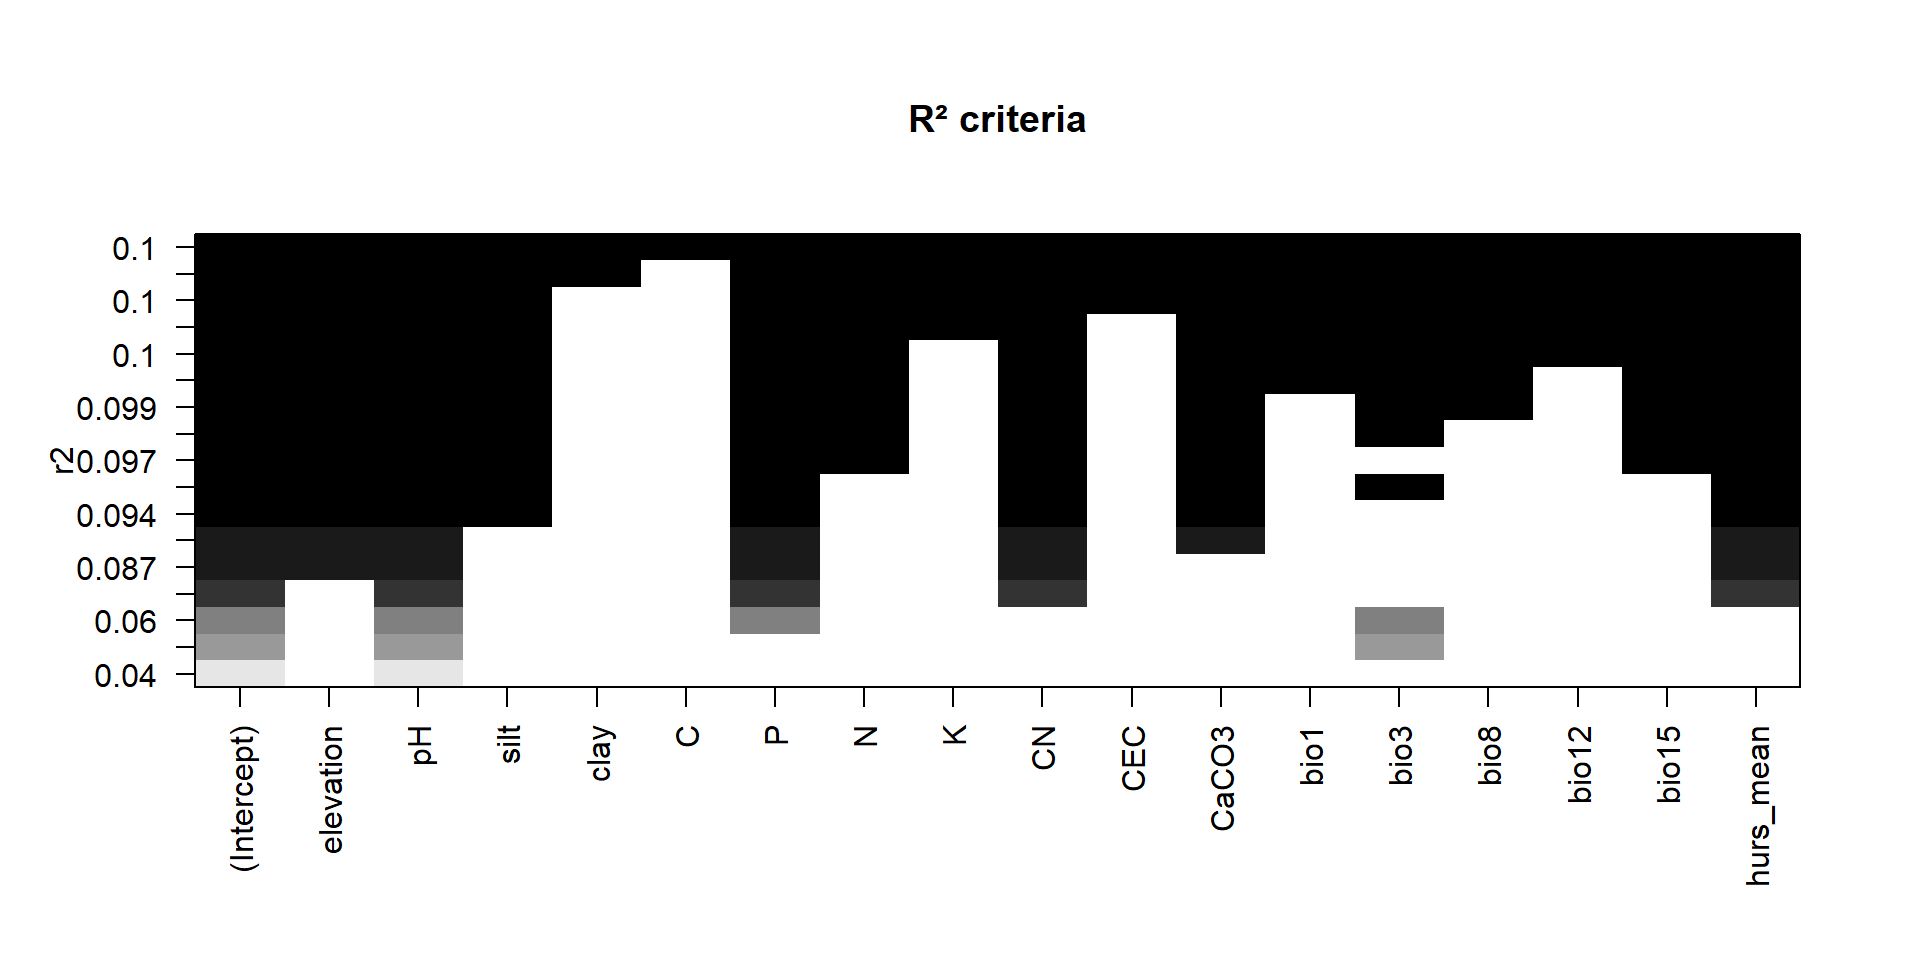 R² criteria
0.1
0.1
0.1
0.099
0.097
0.094
0.087
0.06
0.04
r2
(Intercept)
elevation
pH
silt
clay
C
P
N
K
CN
CEC
CaCO3
bio1
bio3
bio8
bio12
bio15
hurs_mean